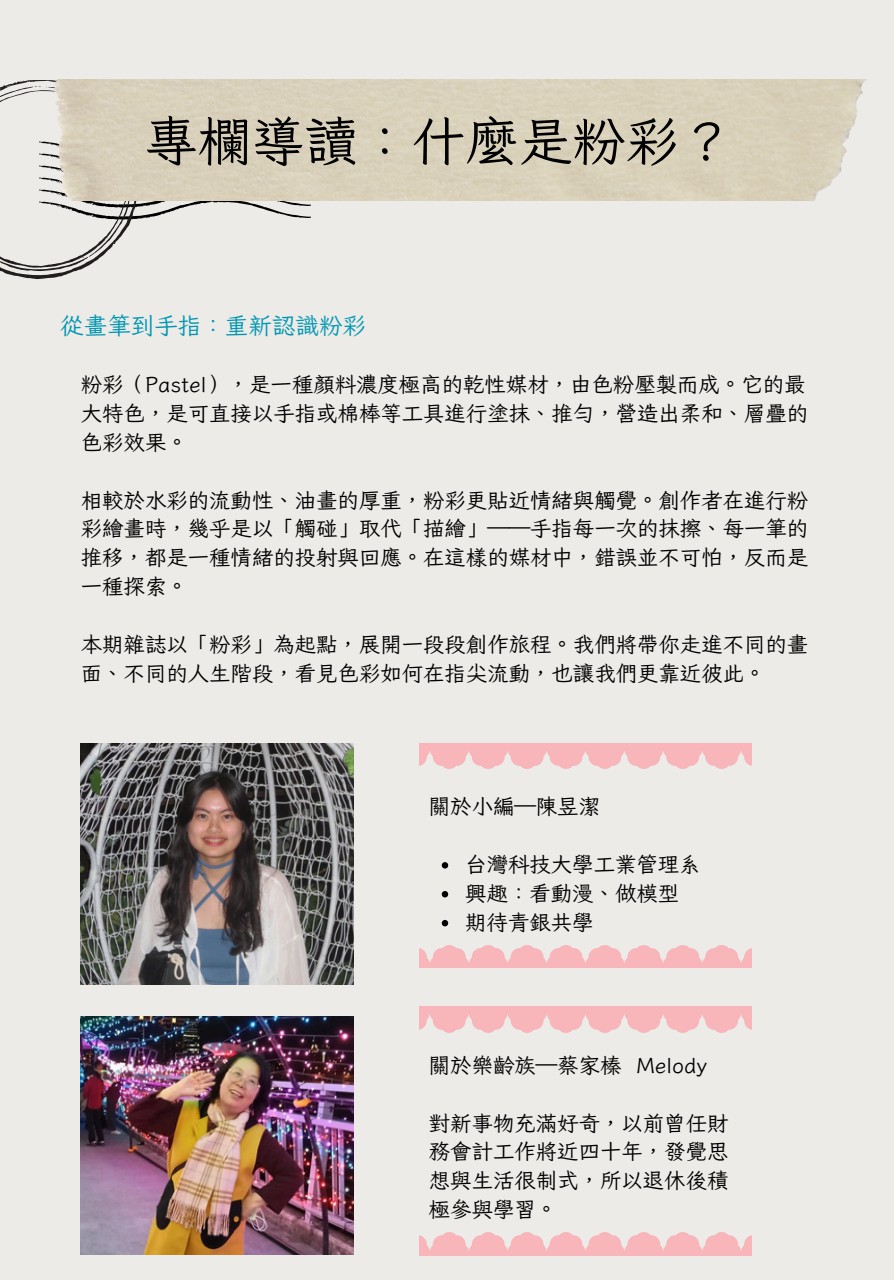 專欄導讀：什麼是粉彩？
從畫筆到手指：重新認識粉彩
粉彩（Pastel），是一種顏料濃度極高的乾性媒材，由色粉壓製而成。它的最
大特色，是可直接以手指或棉棒等工具進行塗抹、推勻，營造出柔和、層疊的
色彩效果。
相較於水彩的流動性、油畫的厚重，粉彩更貼近情緒與觸覺。創作者在進行粉
彩繪畫時，幾乎是以「觸碰」取代「描繪」——手指每一次的抹擦、每一筆的
推移，都是一種情緒的投射與回應。在這樣的媒材中，錯誤並不可怕，反而是
一種探索。
本期雜誌以「粉彩」為起點，展開一段段創作旅程。我們將帶你走進不同的畫
面、不同的人生階段，看見色彩如何在指尖流動，也讓我們更靠近彼此。
關於小編—陳昱潔
• 台灣科技大學工業管理系
• 興趣：看動漫、做模型
• 期待青銀共學
關於樂齡族—蔡家榛 Melody
對新事物充滿好奇，以前曾任財
務會計工作將近四十年，發覺思
想與生活很制式，所以退休後積
極參與學習。